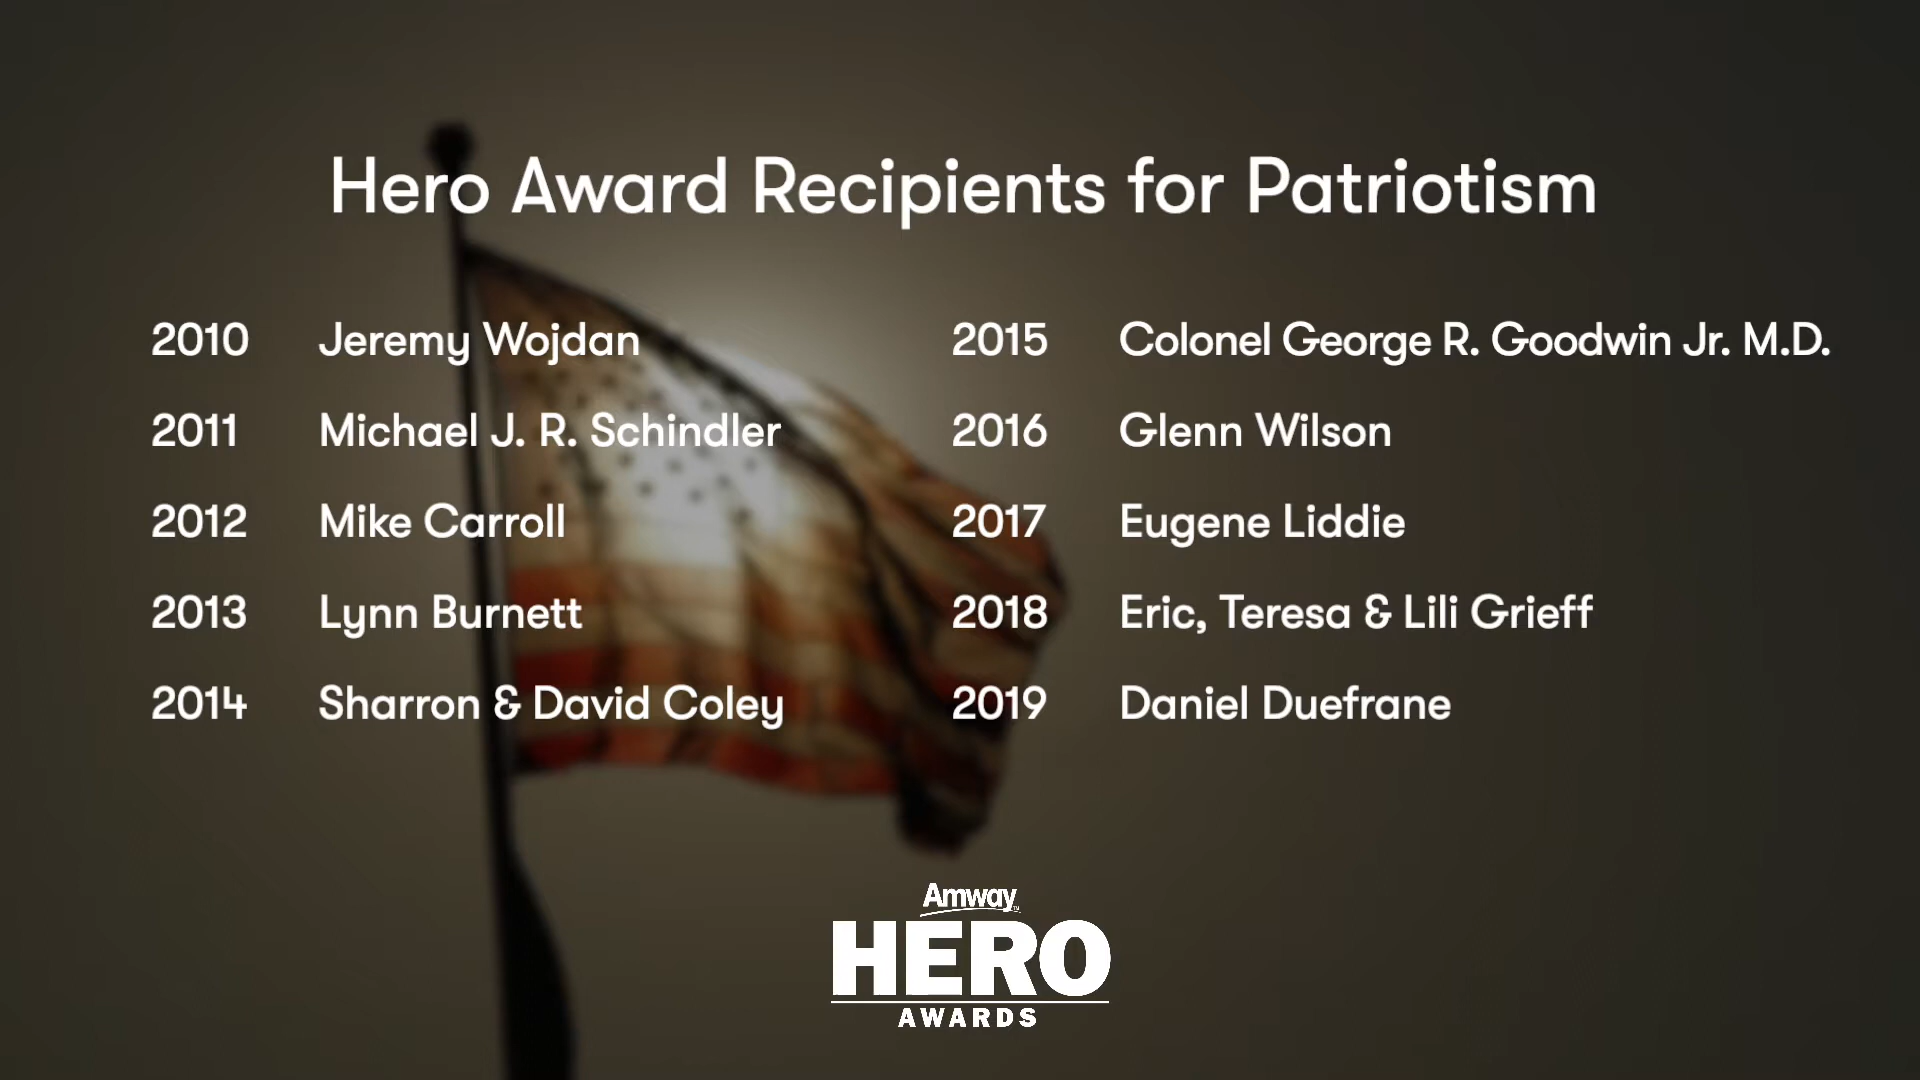 Hero Award Recipients for Patriotism
2010 Jeremy Wojdan
2011 Michael J. R. Schindler
2012 Mike Carroll
2013 Lynn Burnett
2014 Sharron & David Coley
2015 Colonel George R. Goodwin Jr. M.D.
2016 Glenn Wilson
2017 Eugene Liddie
2018 Eric, Teresa & Lili Grieff
2019 Daniel Duefrane
Amway™
HERO
AWARDS